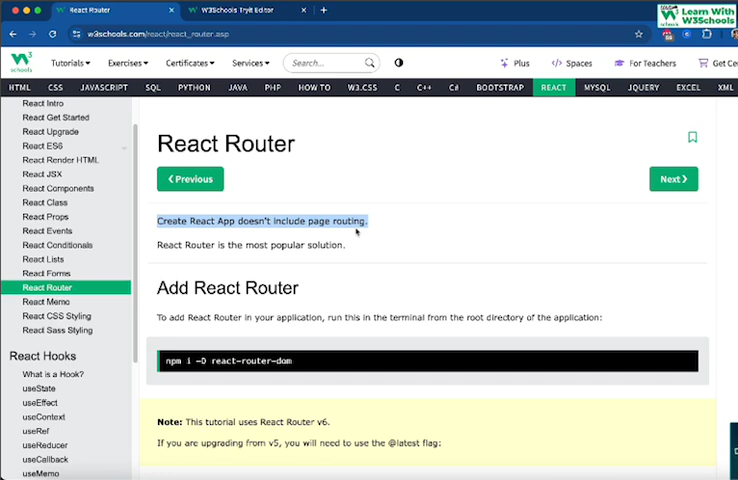 React Router
W3Schools Tryit Editor
Learn With
W3Schools
w3schools.com/react/react_router.asp
W3
schools
Tutorials
Exercises
Certificates
Services
Search...
Plus
Spaces
For Teachers
Get Cer
HTML CSS JAVASCRIPT SQL PYTHON JAVA PHP HOW TO W3.CSS C C++ C# BOOTSTRAP REACT MYSQL JQUERY EXCEL XML
React Intro
React Get Started
React Upgrade
React ES6
React Render HTML
React JSX
React Components
React Class
React Props
React Events
React Conditionals
React Lists
React Forms
React Router
React Memo
React CSS Styling
React Sass Styling
React Hooks
What is a Hook?
useState
useEffect
useContext
useRef
useReducer
useCallback
useMemo
React Router
❮ Previous
Next ❯
Create React App doesn't include page routing.
React Router is the most popular solution.
Add React Router
To add React Router in your application, run this in the terminal from the root directory of the application:
npm i -D react-router-dom
Note: This tutorial uses React Router v6.
If you are upgrading from v5, you will need to use the @latest flag: